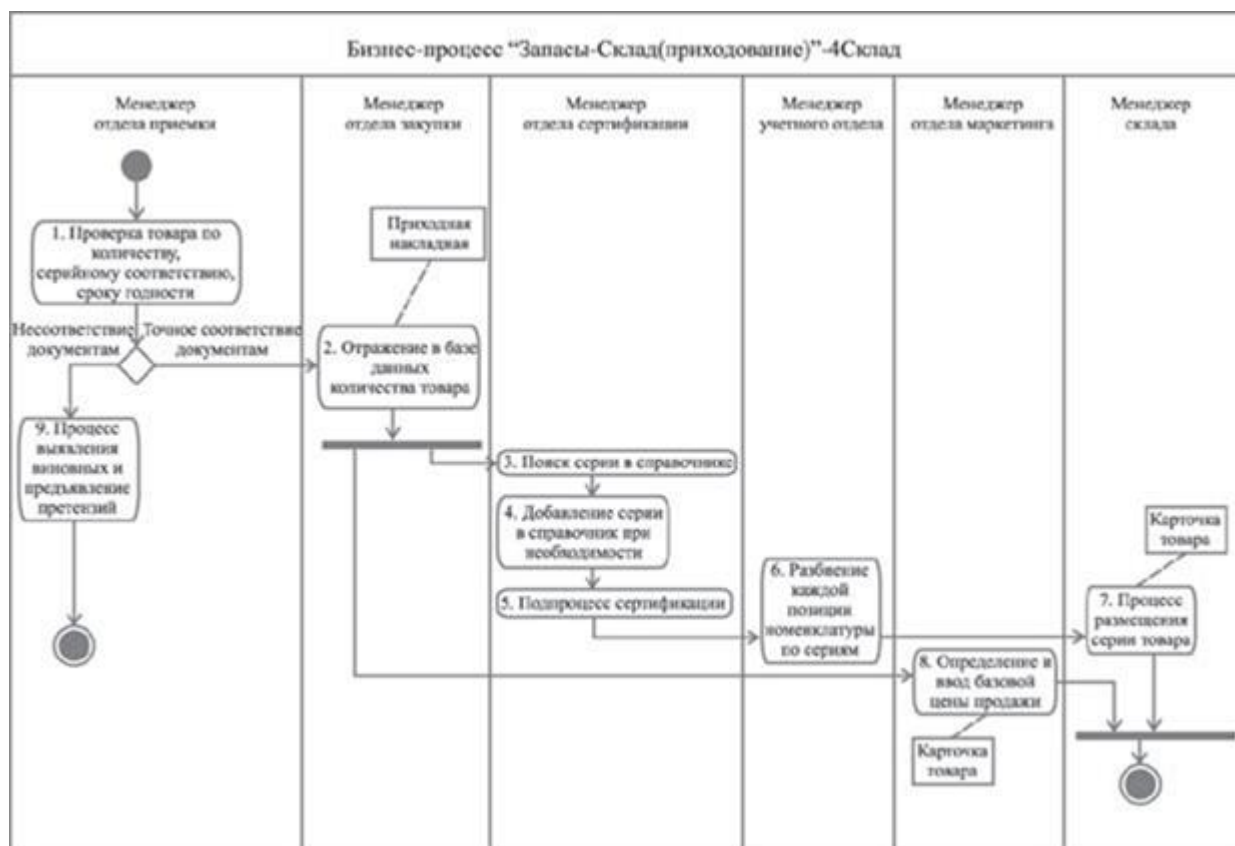 Бизнес-процесс “Запасы-Склад(приходование)”-4Склад
Менеджер
отдела приемки
Менеджер
отдела закупки
Менеджер
отдела сертификации
Менеджер
учетного отдела
Менеджер
отдела маркетинга
Менеджер
склада
1. Проверка товара по
количеству,
серийному соответствию,
сроку годности
Приходная
накладная
Несоответствие
документам
Точное соответствие
документам
2. Отражение в базе
данных
количества товара
9. Процесс
выявления
виновных и
предъявление
претензий
3. Поиск серии в справочнике
4. Добавление серии
в справочник при
необходимости
5. Подпроцесс сертификации
6. Разбиение
каждой
позиции
номенклатуры
по сериям
Карточка
товара
7. Процесс
размещения
серии товара
8. Определение и
ввод базовой
цены продажи
Карточка
товара